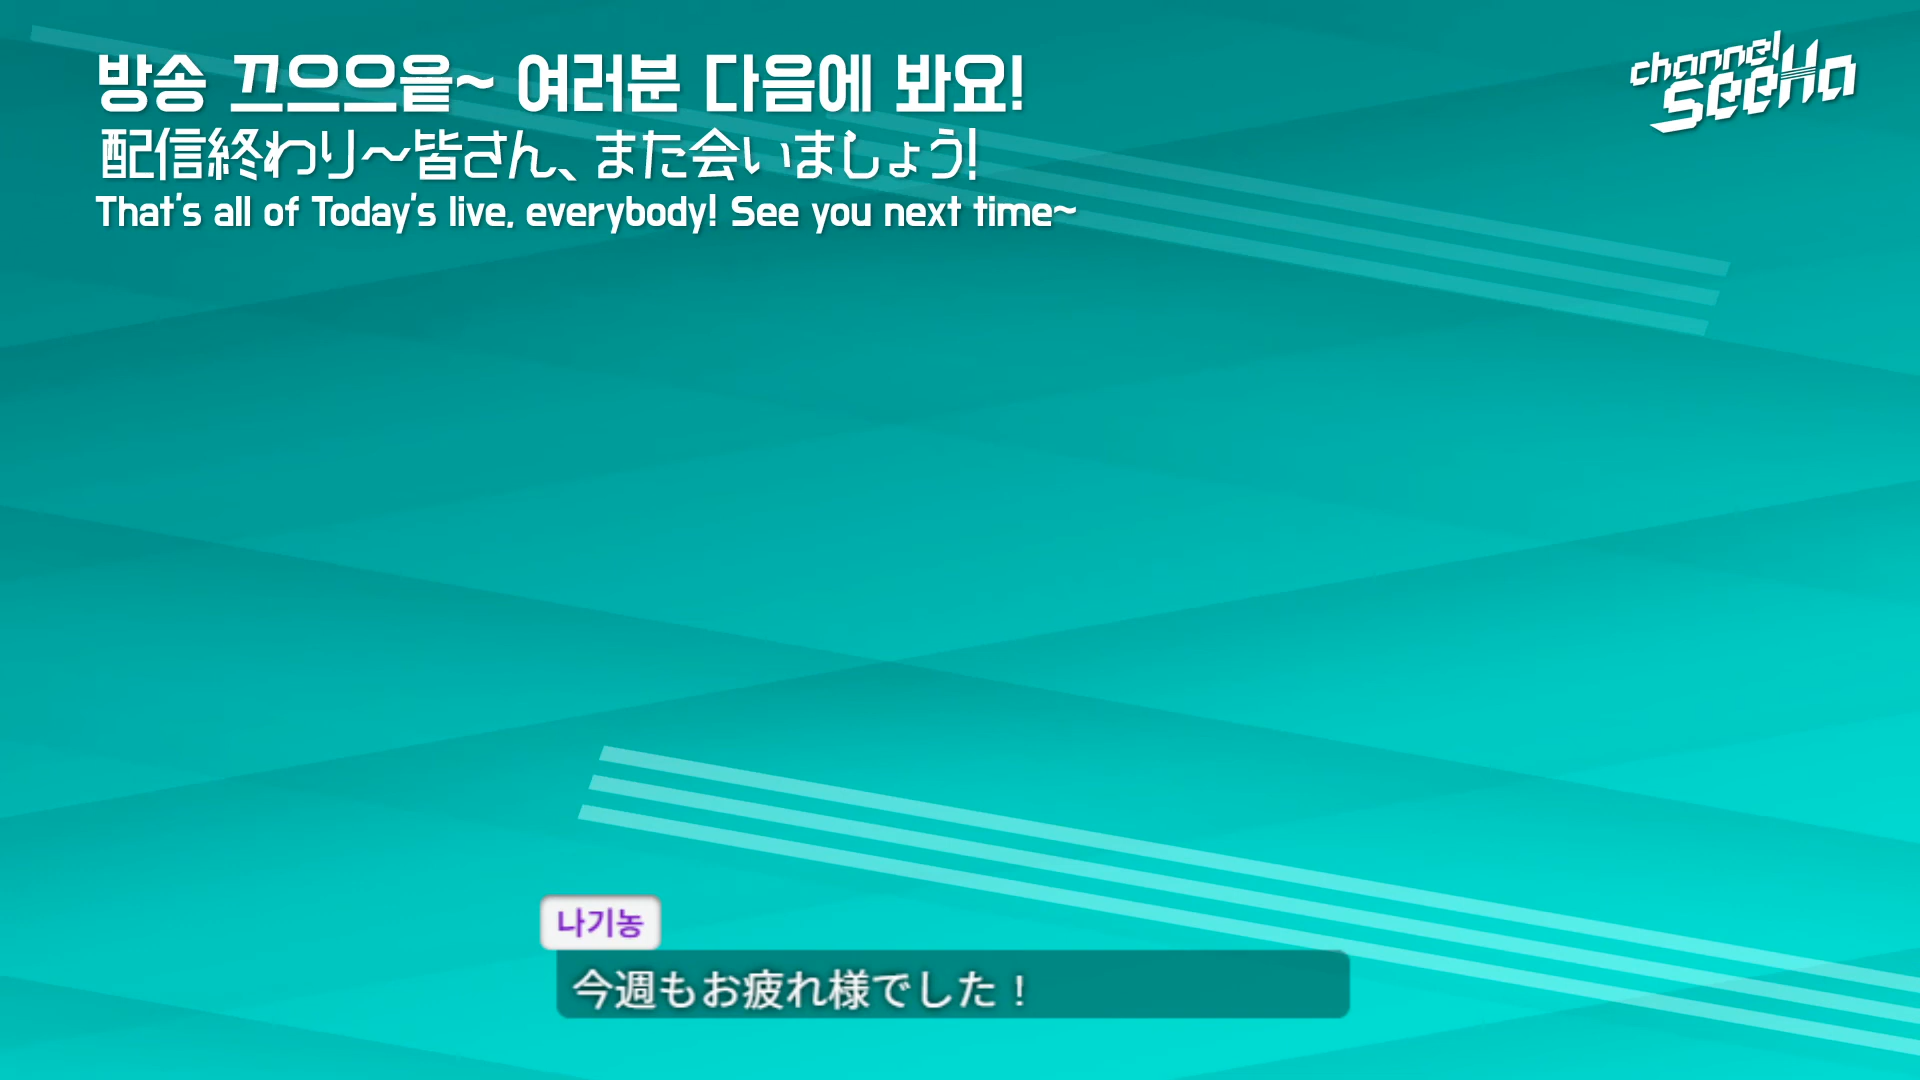 방송 끄으으읕~ 여러분 다음에 봐요!
配信終わり～皆さん、また会いましょう!
That's all of Today's live, everybody! See you next time~
channel
SeeHa
나기농
今週もお疲れ様でした！